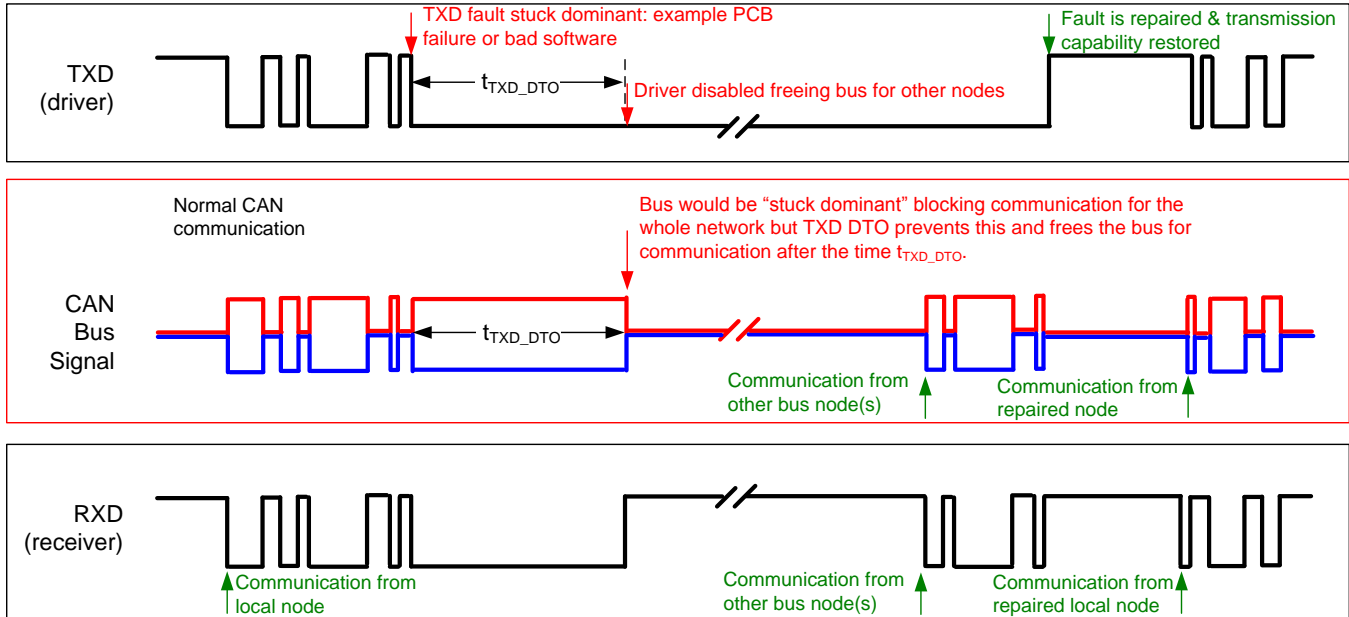 TXD fault stuck dominant: example PCB
failure or bad software
Fault is repaired & transmission
capability restored
TXD
(driver)
tTXD_DTO
Driver disabled freeing bus for other nodes
Normal CAN
communication
Bus would be “stuck dominant” blocking communication for the
whole network but TXD DTO prevents this and frees the bus for
communication after the time tTXD_DTO.
CAN
Bus
Signal
tTXD_DTO
Communication from
other bus node(s)
Communication from
repaired node
RXD
(receiver)
Communication from
local node
Communication from
other bus node(s)
Communication from
repaired local node